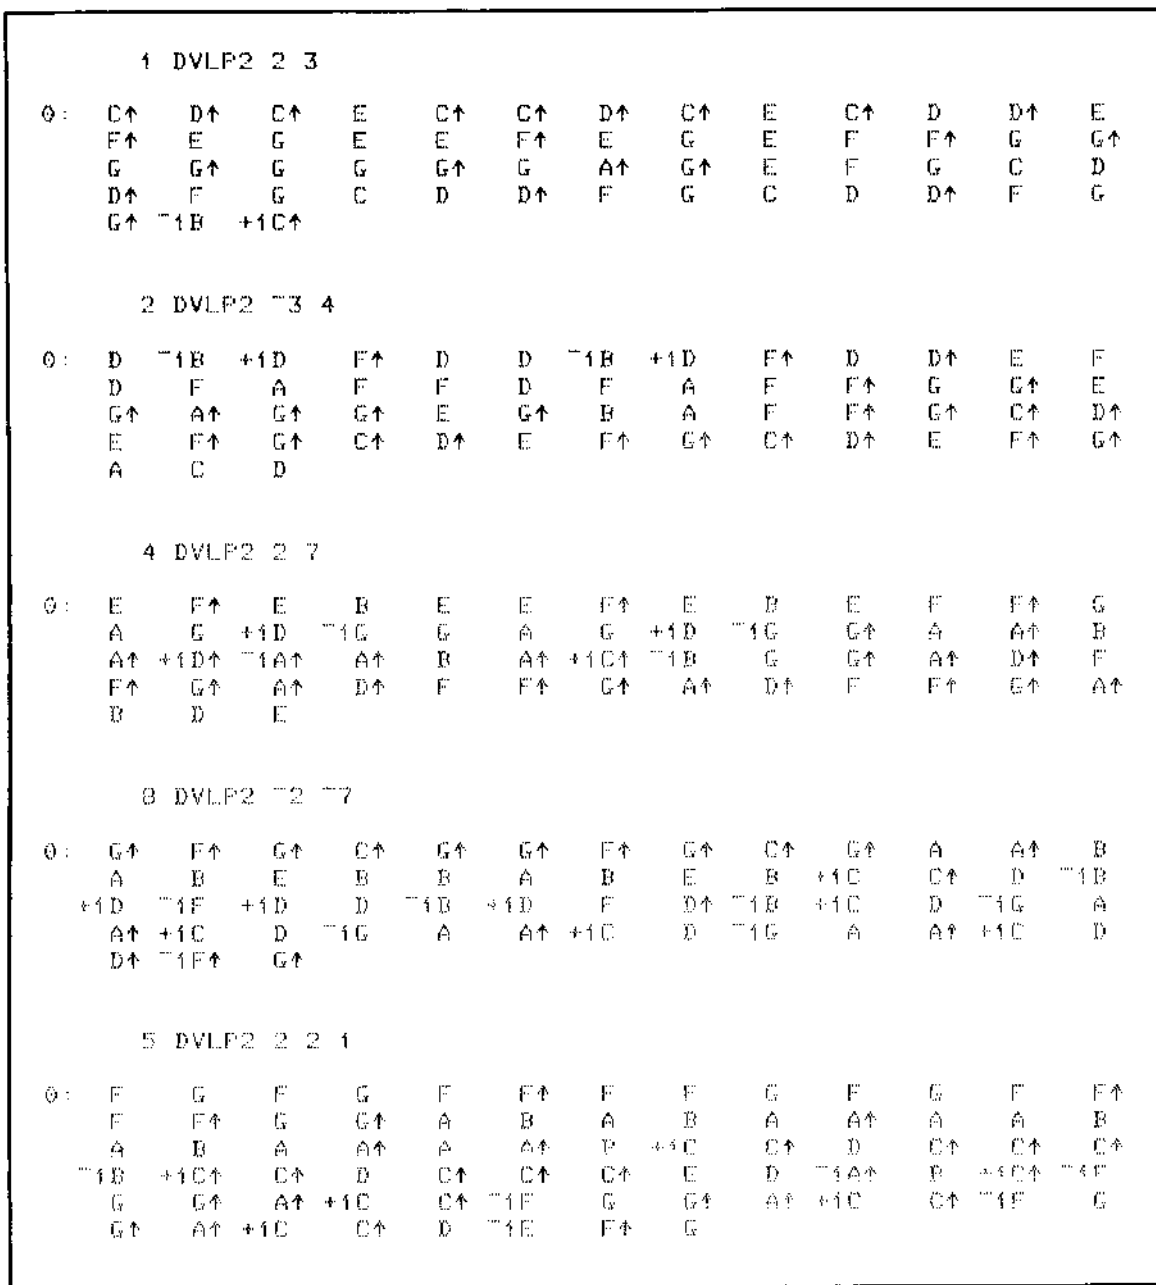 1 DVLP2 2 3
0: C↑ D↑ C↑ E C↑ C↑ D↑ C↑ E C↑ D D↑ E
F↑ E G E E F↑ E G E F F↑ G G↑
G G↑ G G G↑ G A↑ G↑ E F G C D
D↑ F G C D D↑ F G C D D↑ F G
G↑ ¯1B +1C↑
2 DVLP2 ¯3 4
0: D ¯1B +1D F↑ D D ¯1B +1D F↑ D D↑ E F
D F A F F D F A F F↑ G G↑ E
G↑ A↑ G↑ G↑ E G↑ B A F F↑ G↑ C↑ D↑
E F↑ G↑ C↑ D↑ E F↑ G↑ C↑ D↑ E F↑ G↑
A C D
4 DVLP2 2 7
0: E F↑ E B E E F↑ E B E F F↑ G
A G +1D ¯1G G A G +1D ¯1G G↑ A A↑ B
A↑ +1D↑ ¯1A↑ A↑ B A↑ +1C↑ ¯1B G G↑ A↑ D↑ F
F↑ G↑ A↑ D↑ F F↑ G↑ A↑ D↑ F F↑ G↑ A↑
B D E
8 DVLP2 ¯2 ¯7
0: G↑ F↑ G↑ C↑ G↑ G↑ F↑ G↑ C↑ G↑ A A↑ B
A B E B B A B E B +1C C↑ D ¯1B
+1D ¯1F +1D D ¯1B +1D F D↑ ¯1B +1C D ¯1G A
A↑ +1C D ¯1G A A↑ +1C D ¯1G A A↑ +1C D
D↑ ¯1F↑ G↑
5 DVLP2 2 2 1
0: F G F G F F↑ F F G F G F F↑
F F↑ G G↑ A B A B A A↑ A A B
A B A A↑ A A↑ B +1C C↑ D C↑ C↑ C↑
¯1B +1C↑ C↑ D C↑ C↑ C↑ E D ¯1A↑ B +1C↑ ¯1F
G G↑ A↑ +1C C↑ ¯1F G G↑ A↑ +1C C↑ ¯1F G
G↑ A↑ +1C C↑ D ¯1E F↑ G